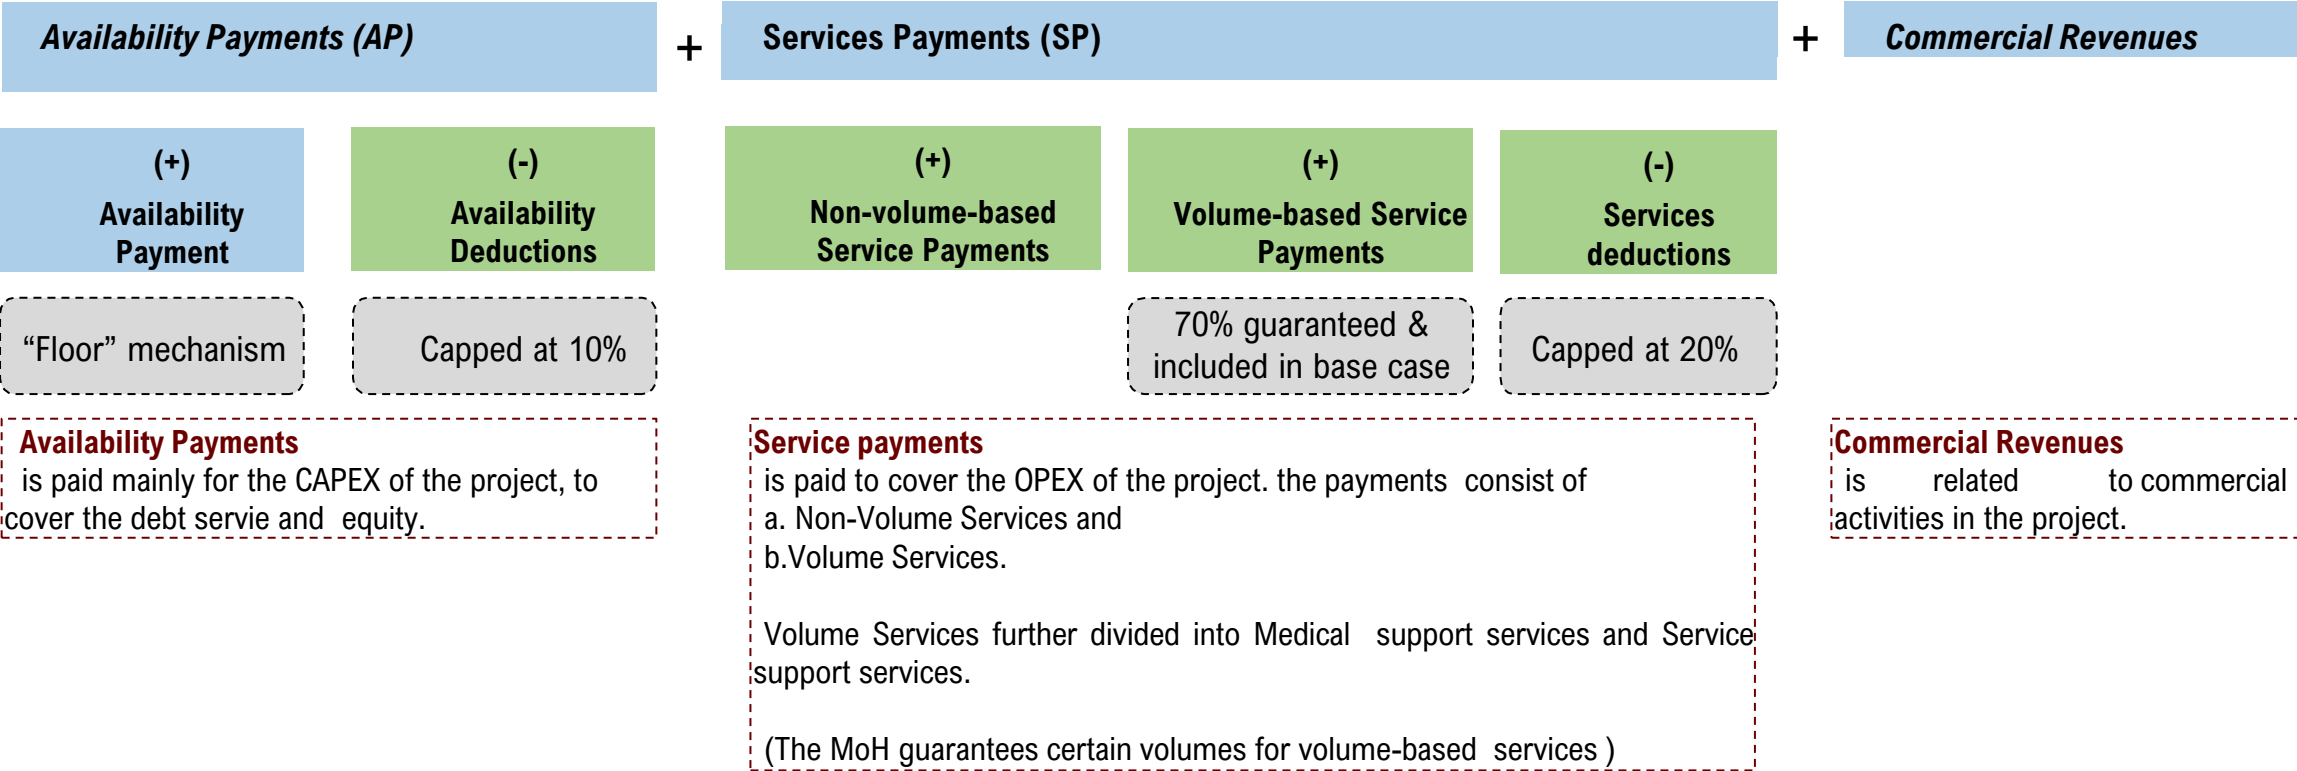 Availability Payments (AP)
+
Services Payments (SP)
+
Commercial Revenues
(+)
Availability
Payment
(-)
Availability
Deductions
(+)
Non-volume-based
Service Payments
(+)
Volume-based Service
Payments
(-)
Services
deductions
“Floor” mechanism
Capped at 10%
70% guaranteed &
included in base case
Capped at 20%
Availability Payments
is paid mainly for the CAPEX of the project, to
cover the debt servie and equity.
Service payments
is paid to cover the OPEX of the project. the payments consist of
a. Non-Volume Services and
b.Volume Services.
Volume Services further divided into Medical support services and Service
support services.
(The MoH guarantees certain volumes for volume-based services )
Commercial Revenues
is related to commercial
activities in the project.